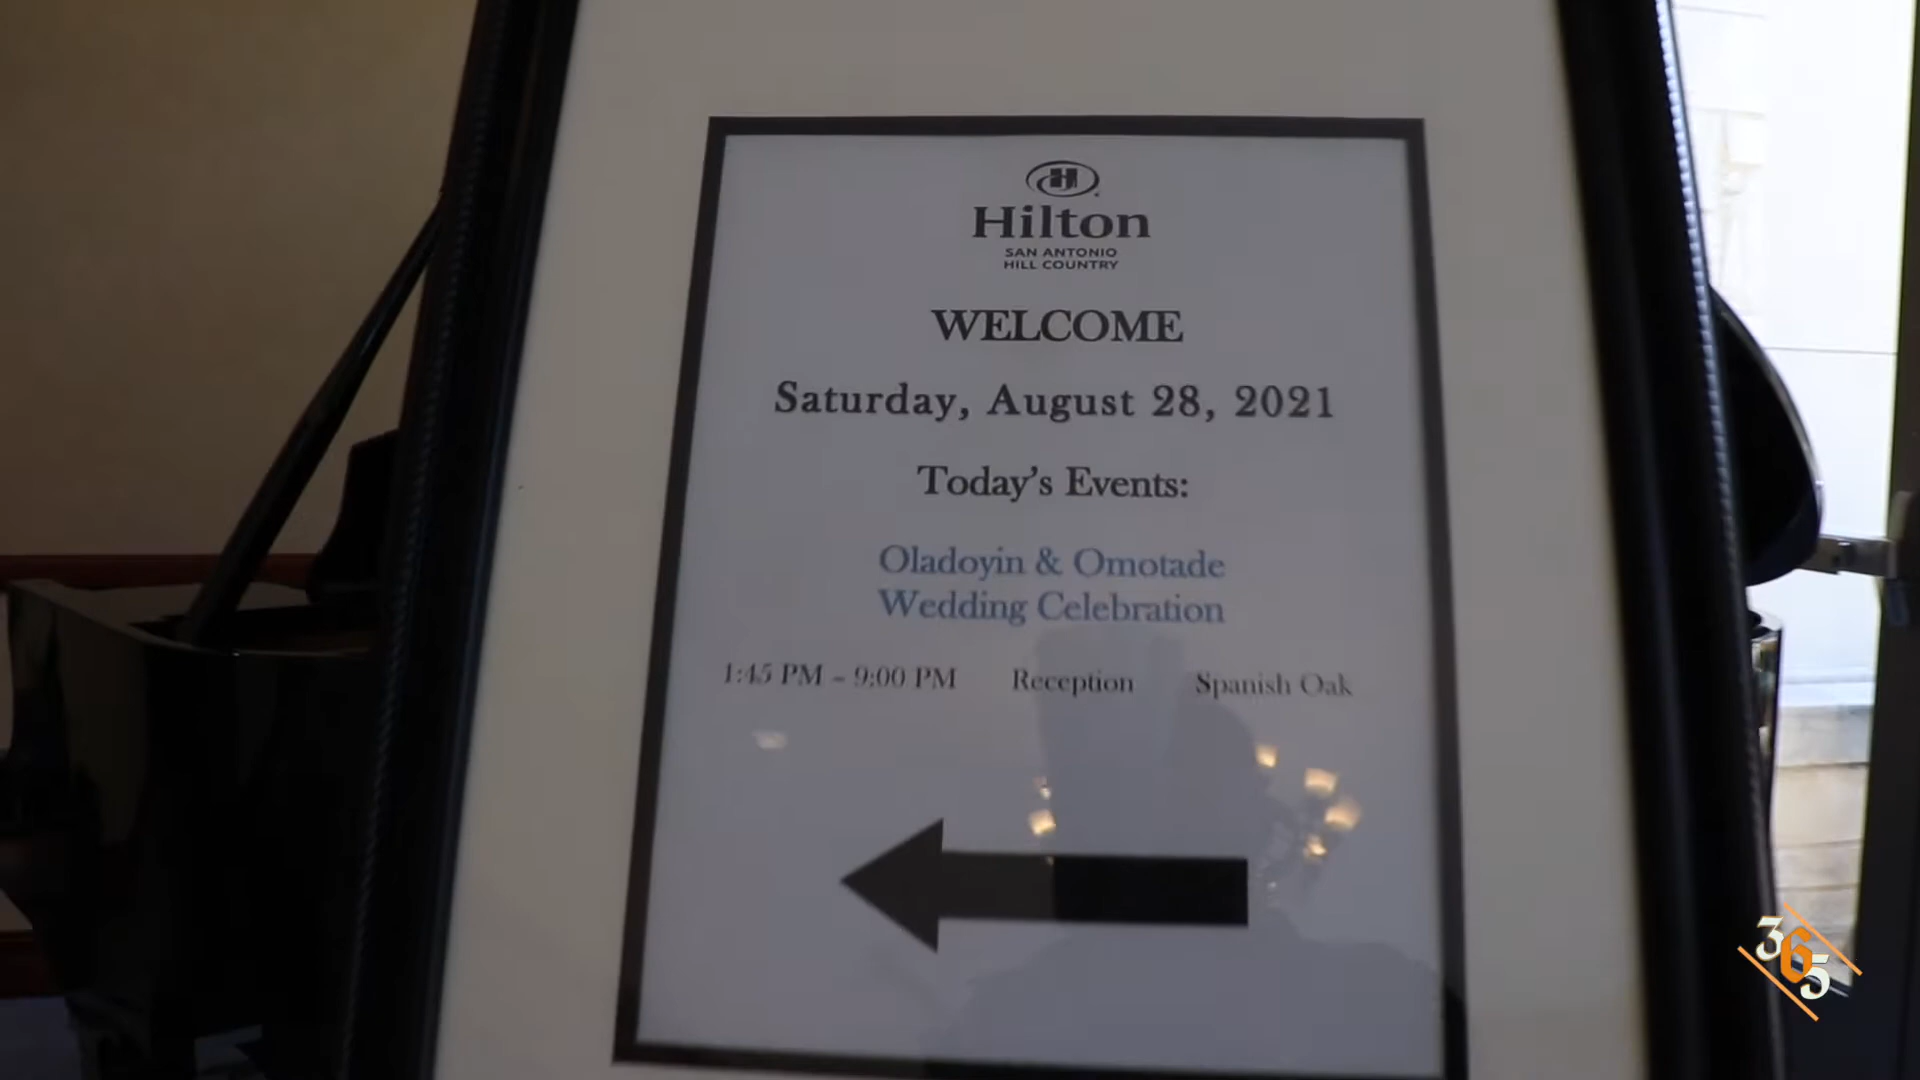 Hilton
SAN ANTONIO
HILL COUNTRY
WELCOME
Saturday, August 28, 2021
Today's Events:
Oladoyin & Omotade
Wedding Celebration
1:45 PM - 9:00 PM Reception Spanish Oak
365